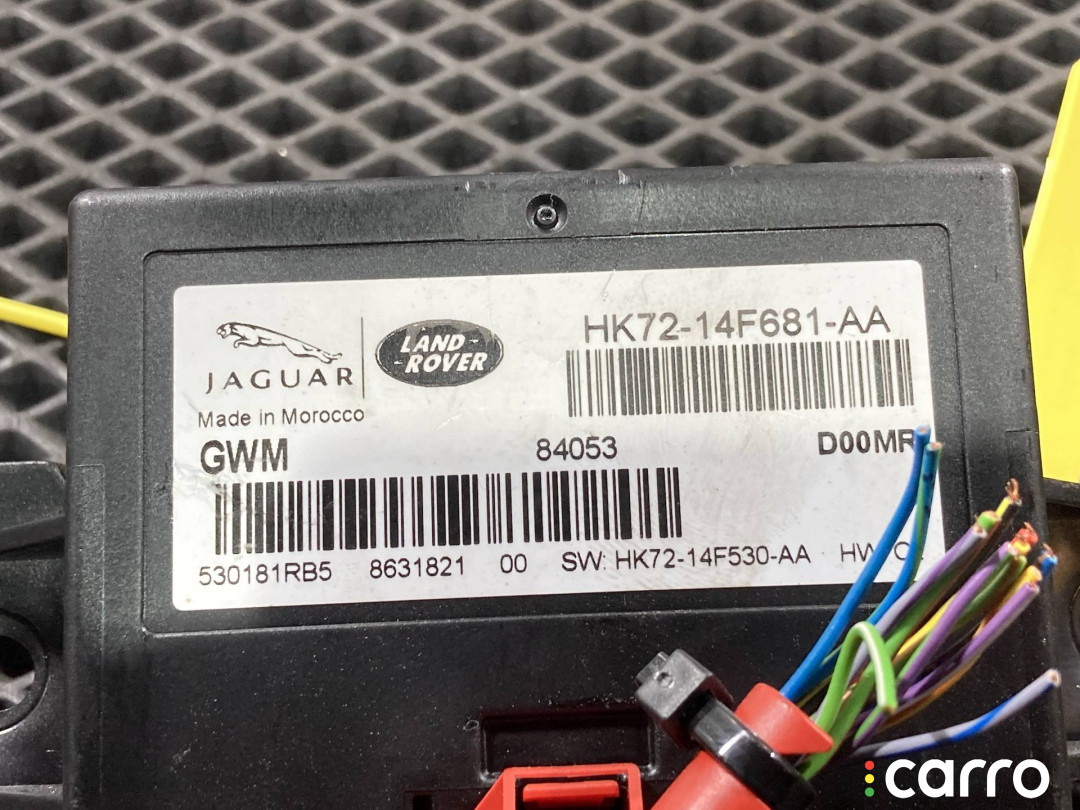 HK72-14F681-AA
JAGUAR
LAND
ROVER
Made in Morocco
GWM 84053 D00MR
530181RB5 8631821 00 SW: HK72-14F530-AA HW
carro